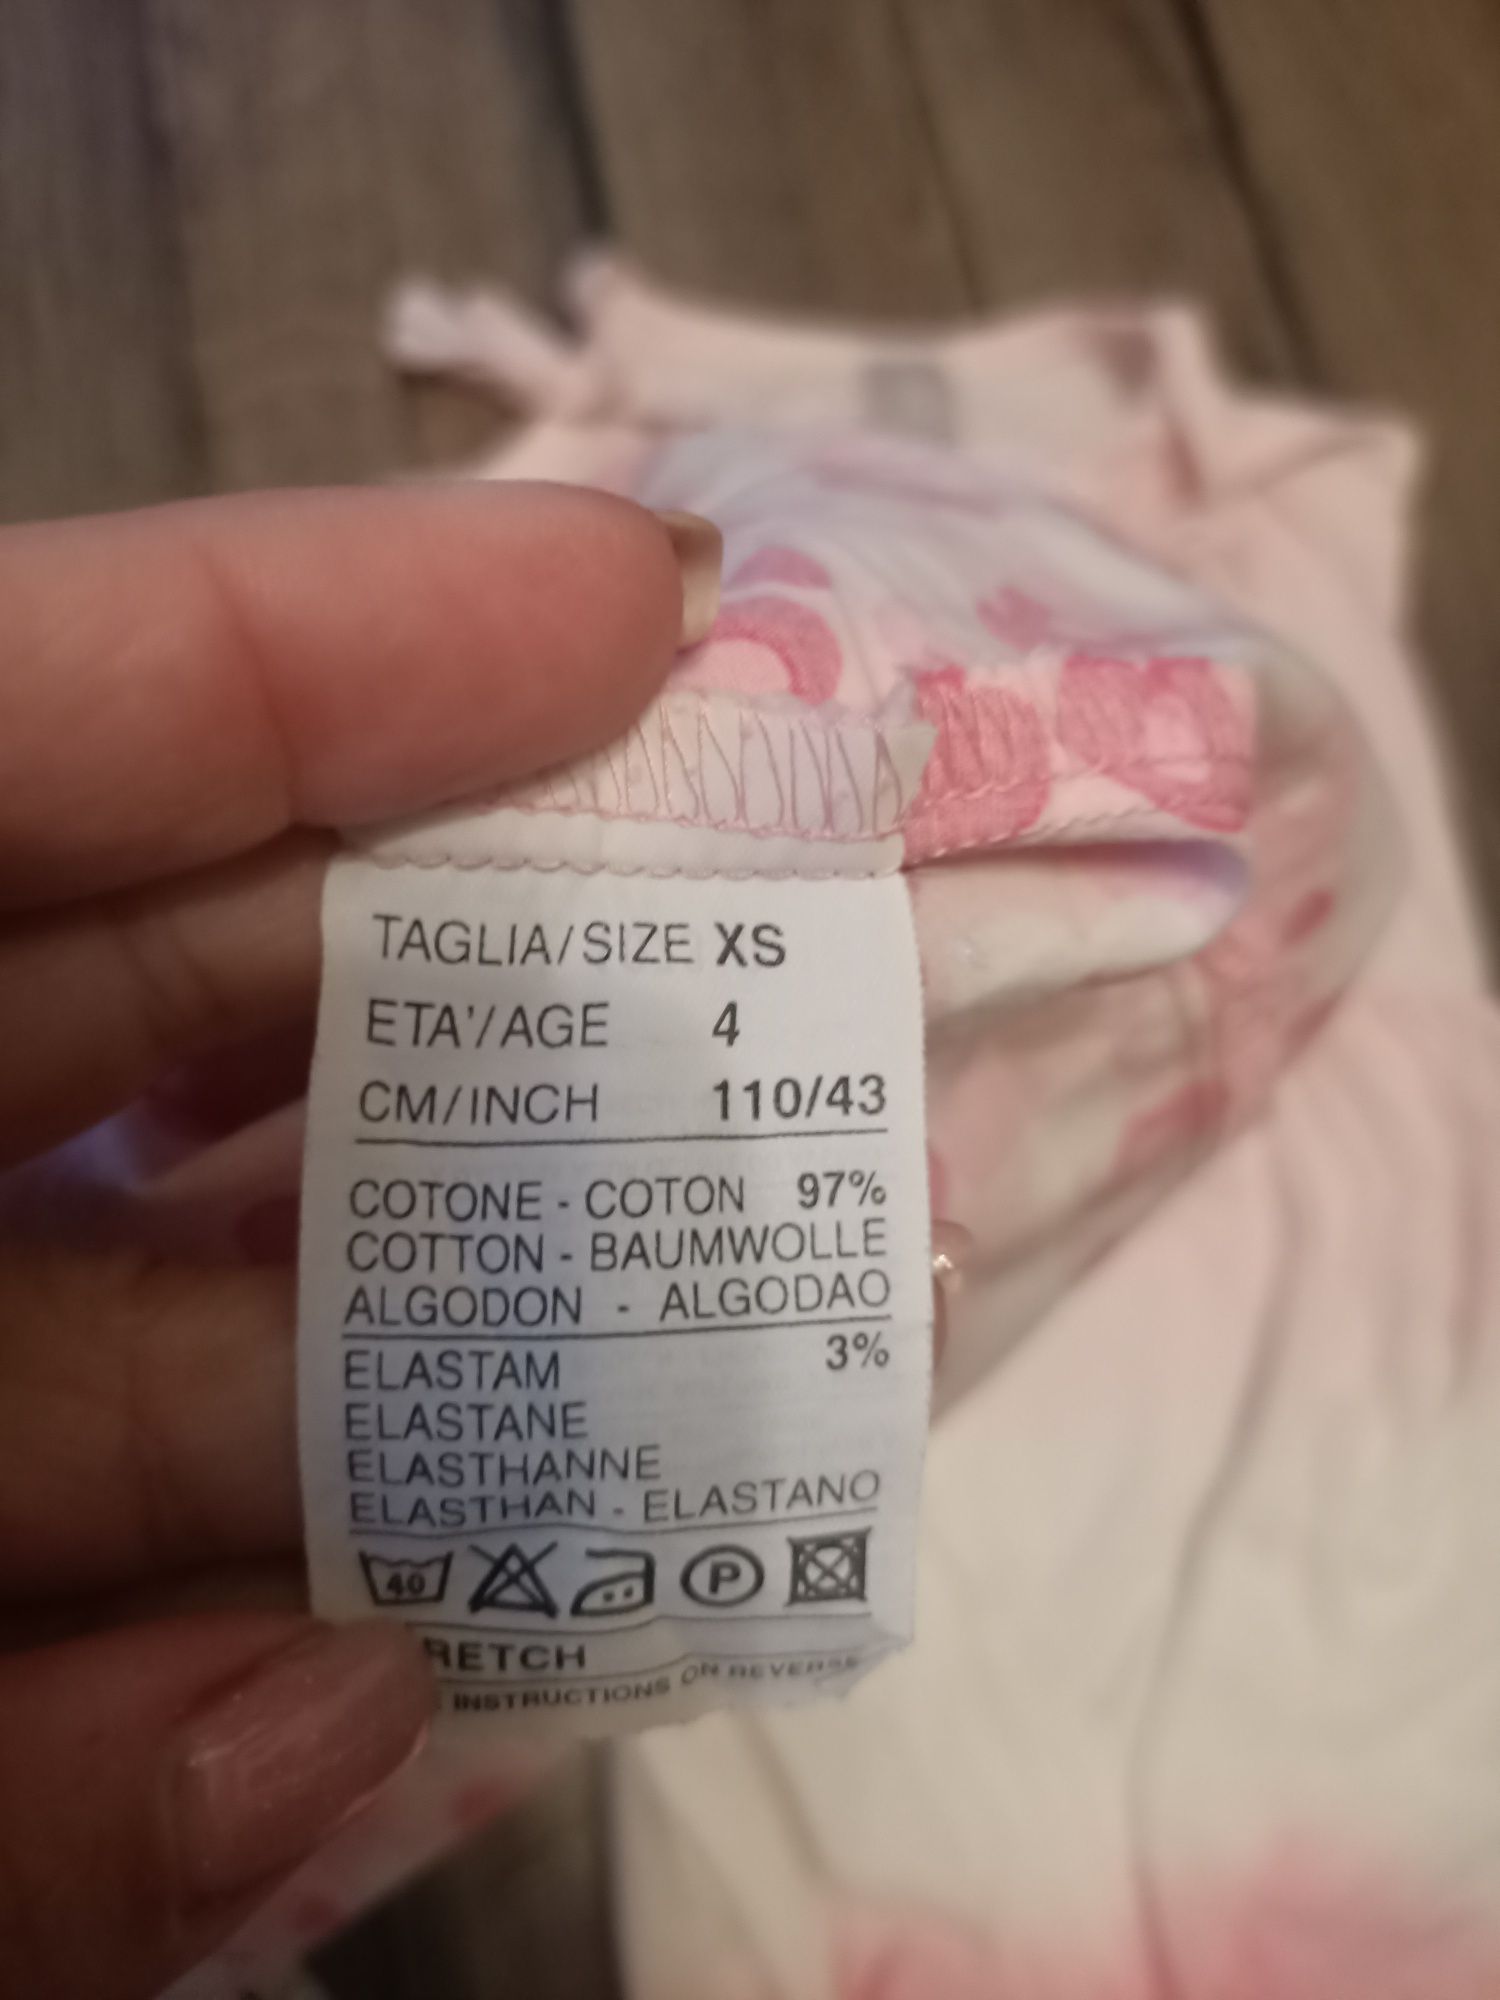 TAGLIA/SIZE XS
ETA'/AGE 4
CM/INCH 110/43
COTONE - COTON 97%
COTTON - BAUMWOLLE
ALGODON - ALGODAO
ELASTAM 3%
ELASTANE
ELASTHANNE
ELASTHAN - ELASTANO
40 P
RETCH
INSTRUCTIONS ON REVERSE